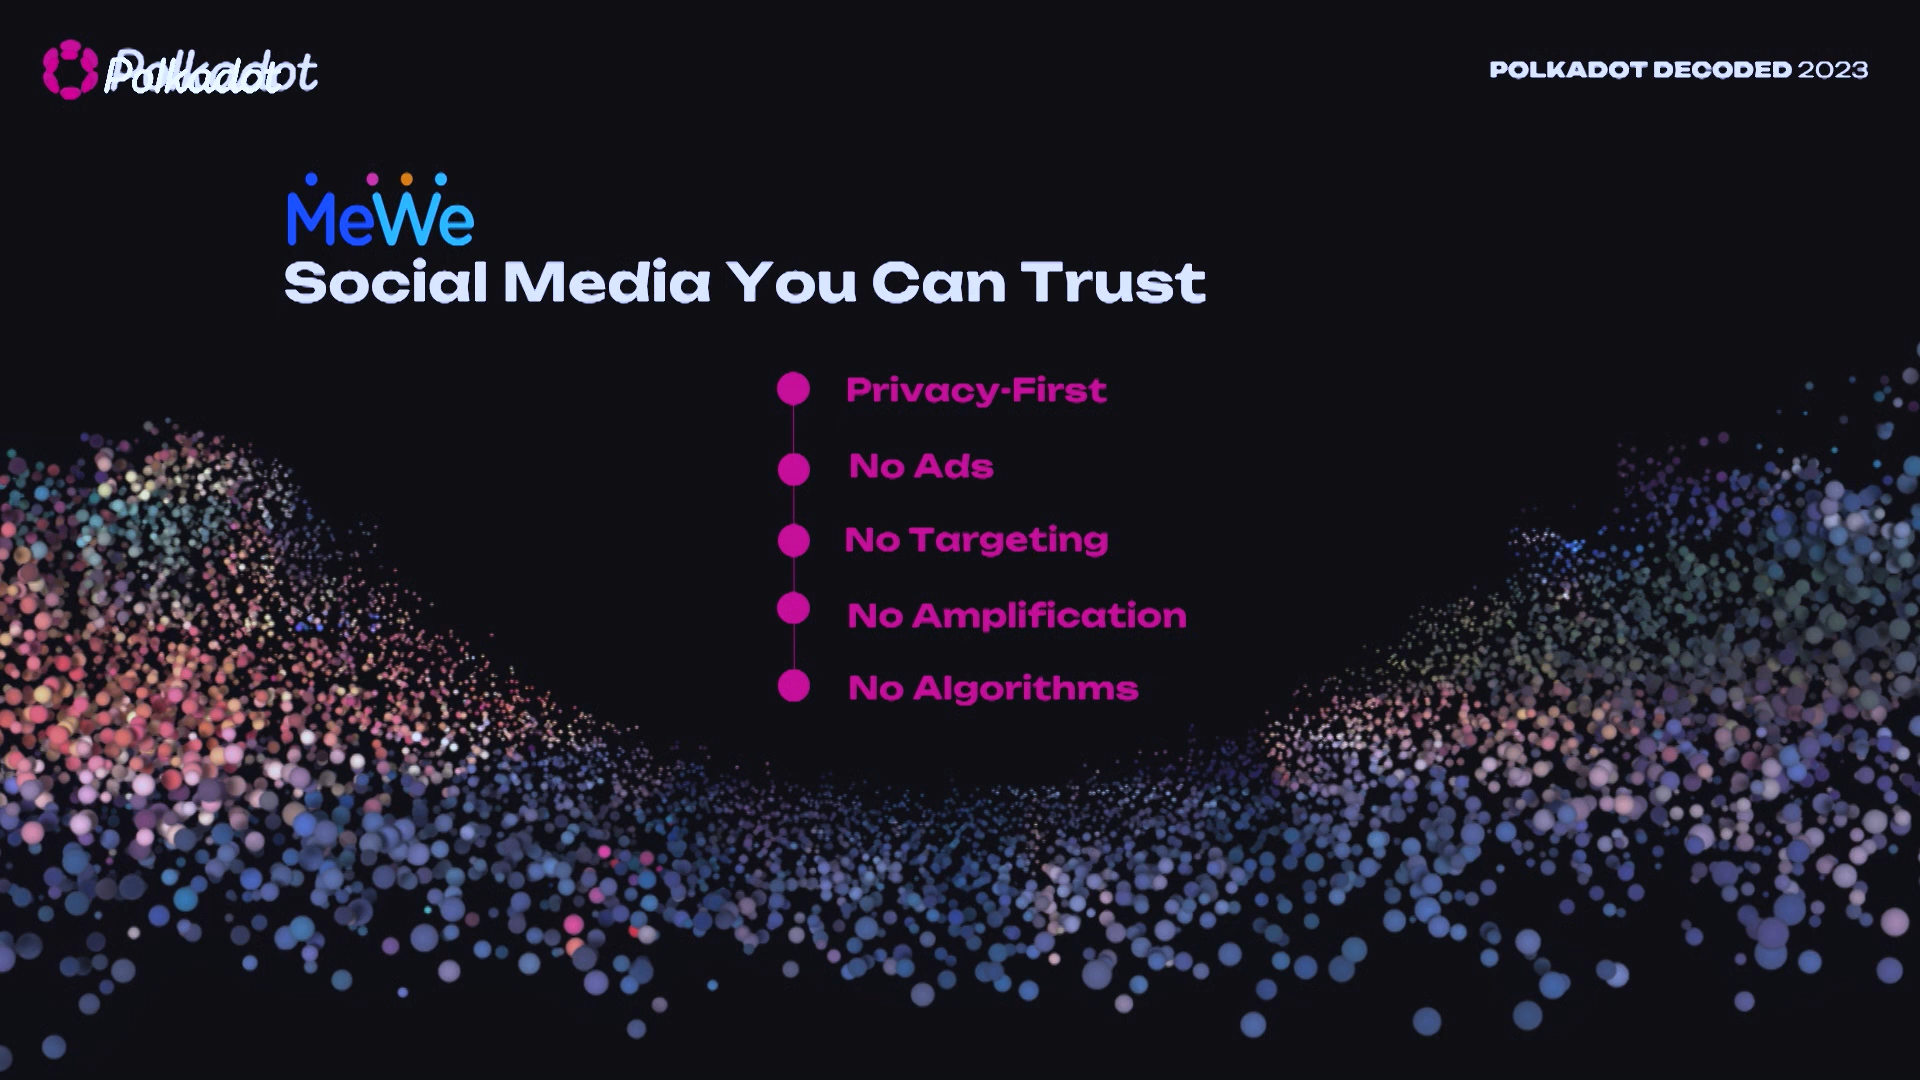 Polkadot
POLKADOT DECODED 2023
MeWe
Social Media You Can Trust
Privacy-First
No Ads
No Targeting
No Amplification
No Algorithms